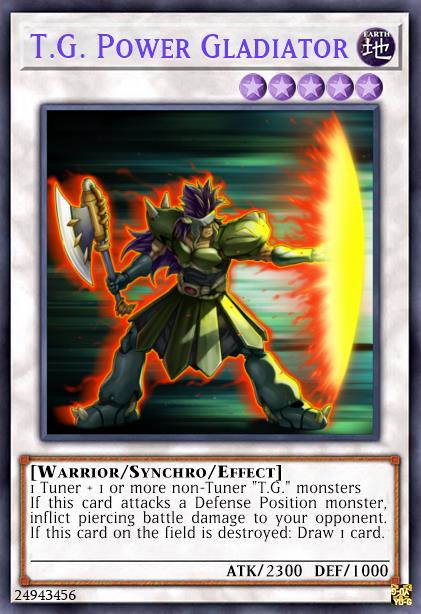 T.G. Power Gladiator
EARTH
地
[Warrior/Synchro/Effect]
1 Tuner + 1 or more non-Tuner "T.G." monsters
If this card attacks a Defense Position monster,
inflict piercing battle damage to your opponent.
If this card on the field is destroyed: Draw 1 card.
ATK/2300 DEF/1000
24943456